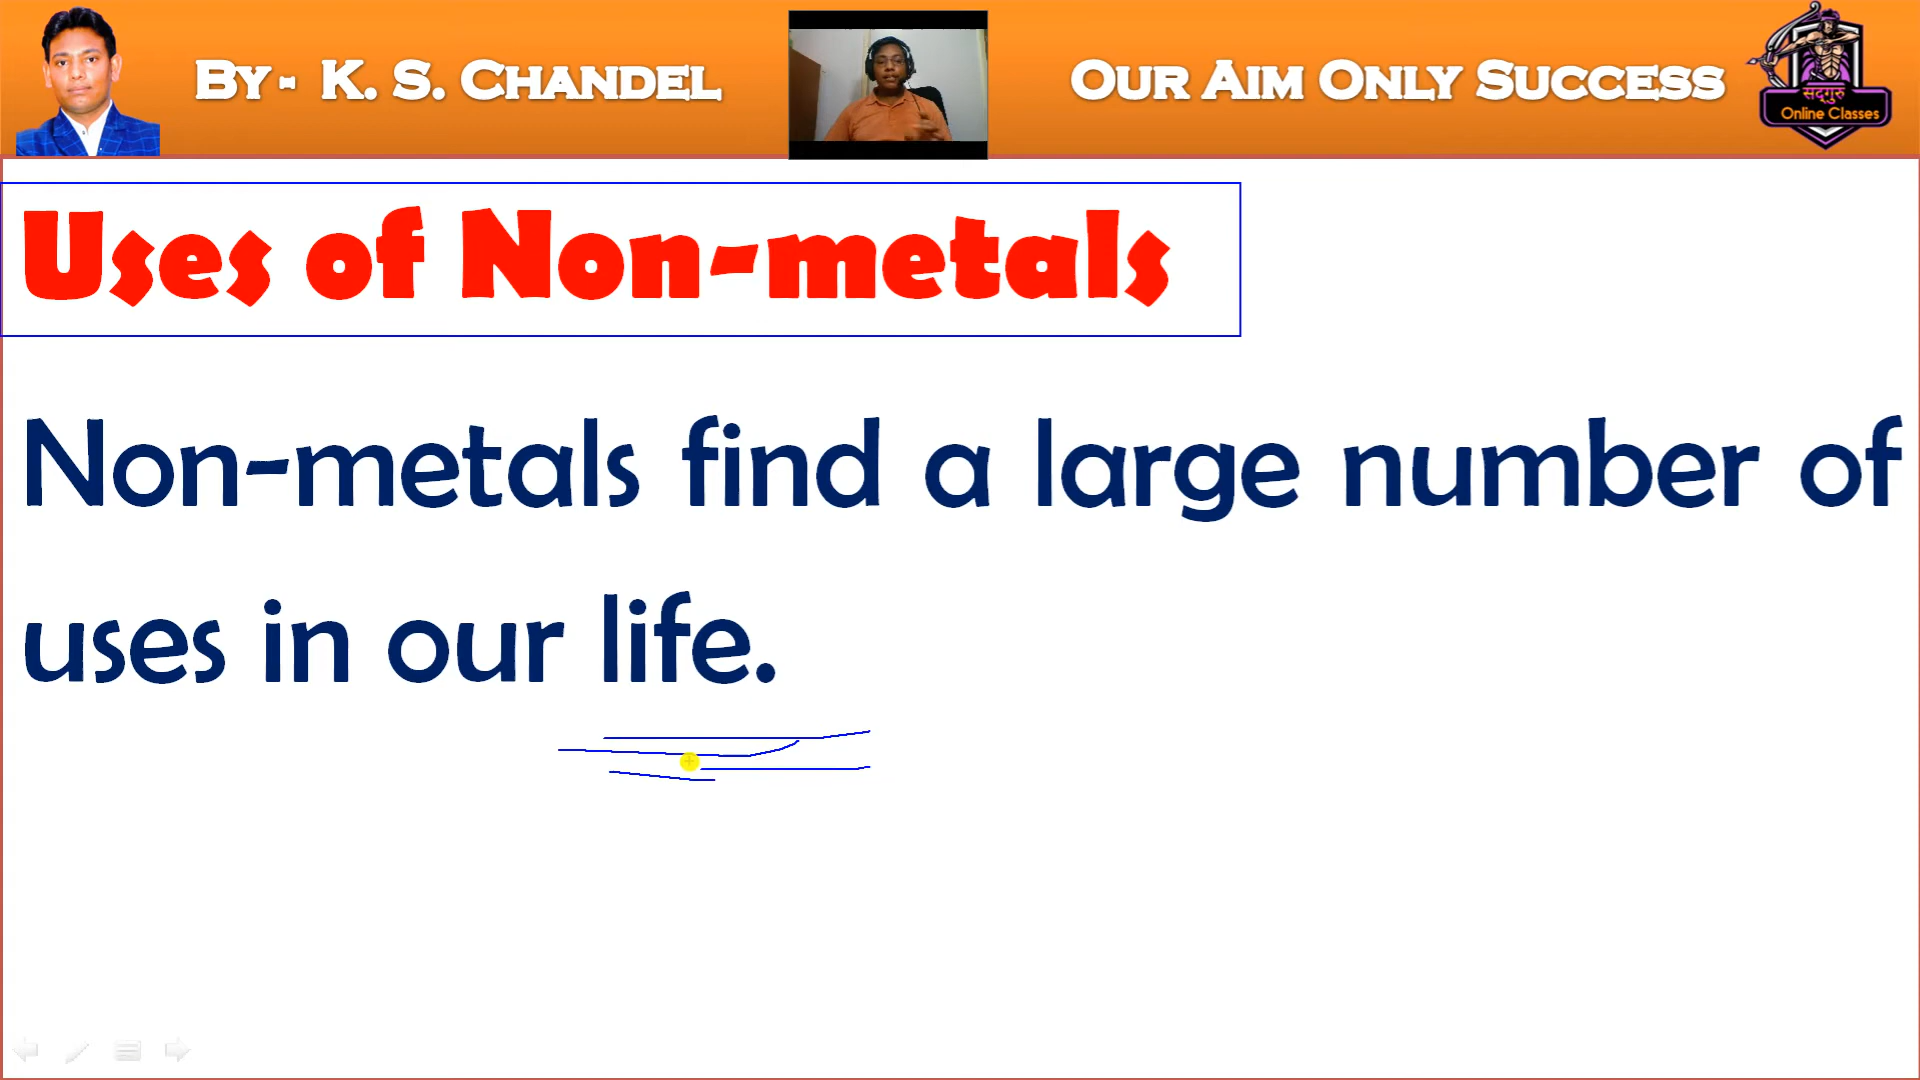 By - K. S. Chandel
Our Aim Only Success
सद्गुरु
Online Classes
Uses of Non-metals
Non-metals find a large number of
uses in our life.